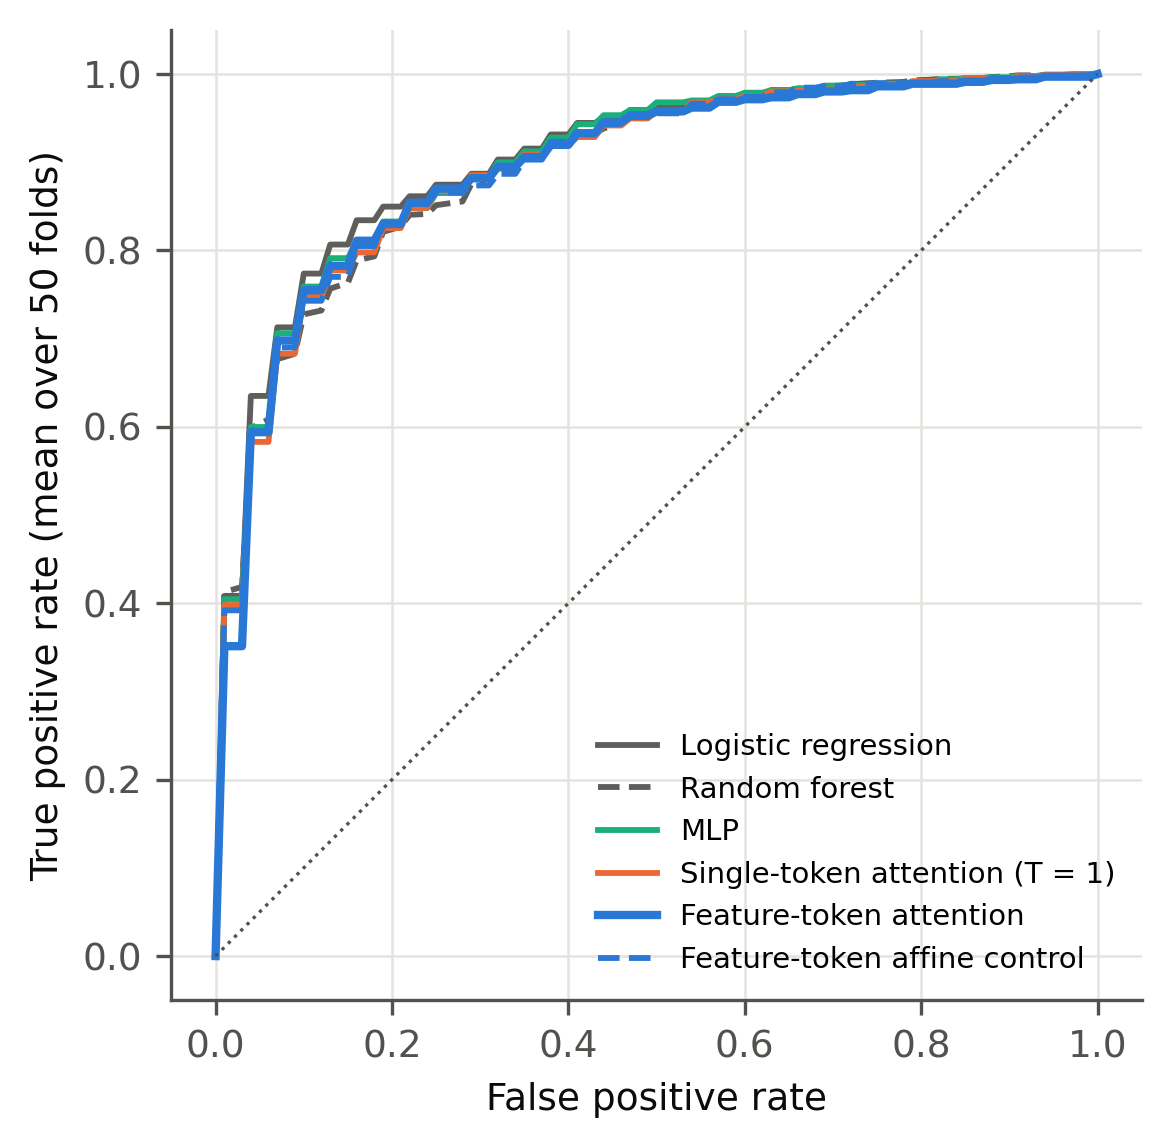 True positive rate (mean over 50 folds)
1.0
0.8
0.6
0.4
0.2
0.0
Logistic regression
Random forest
MLP
Single-token attention (T = 1)
Feature-token attention
Feature-token affine control
0.0 0.2 0.4 0.6 0.8 1.0
False positive rate